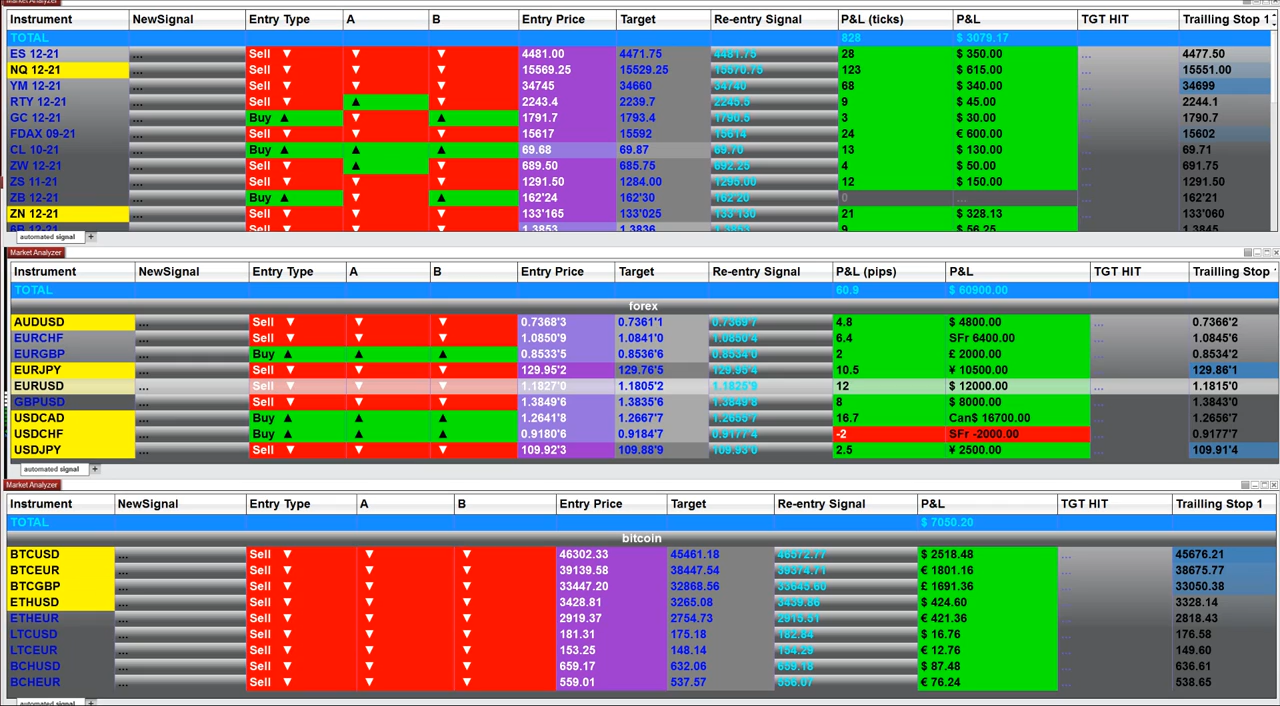 Market Analyzer
Instrument NewSignal Entry Type A B Entry Price Target Re-entry Signal P&L (ticks) P&L TGT HIT Trailling Stop 1
TOTAL 828 $ 3079.17
ES 12-21 ... Sell ▼ ▼ ▼ 4481.00 4471.75 4481.75 28 $ 350.00 ... 4477.50
NQ 12-21 ... Sell ▼ ▼ ▼ 15569.25 15529.25 15570.75 123 $ 615.00 ... 15551.00
YM 12-21 ... Sell ▼ ▼ ▼ 34745 34660 34740 68 $ 340.00 ... 34699
RTY 12-21 ... Sell ▼ ▲ ▼ 2243.4 2239.7 2245.5 9 $ 45.00 ... 2244.1
GC 12-21 ... Buy ▲ ▼ ▲ 1791.7 1793.4 1790.5 3 $ 30.00 ... 1790.7
FDAX 09-21 ... Sell ▼ ▼ ▼ 15617 15592 15614 24 € 600.00 ... 15602
CL 10-21 ... Buy ▲ ▲ ▲ 69.68 69.87 69.70 13 $ 130.00 ... 69.71
ZW 12-21 ... Sell ▼ ▲ ▼ 689.50 685.75 692.25 4 $ 50.00 ... 691.75
ZS 11-21 ... Sell ▼ ▼ ▼ 1291.50 1284.00 1295.00 12 $ 150.00 ... 1291.50
ZB 12-21 ... Buy ▲ ▼ ▲ 162'24 162'30 162'20 0 ... ... 162'21
ZN 12-21 ... Sell ▼ ▼ ▼ 133'165 133'025 133'130 21 $ 328.13 ... 133'060
6B 12-21 ... Sell ▼ ▼ ▼ 1.3853 1.3836 1.3853 9 $ 56.25 ... 1.3845
automated signal +
Market Analyzer
Instrument NewSignal Entry Type A B Entry Price Target Re-entry Signal P&L (pips) P&L TGT HIT Trailling Stop
TOTAL 60.9 $ 60900.00
forex
AUDUSD ... Sell ▼ ▼ ▼ 0.7368'3 0.7361'1 0.7369'7 4.8 $ 4800.00 ... 0.7366'2
EURCHF ... Sell ▼ ▼ ▼ 1.0850'9 1.0841'0 1.0850'4 6.4 SFr 6400.00 ... 1.0845'6
EURGBP ... Buy ▲ ▲ ▲ 0.8533'5 0.8536'6 0.8534'0 2 £ 2000.00 ... 0.8534'2
EURJPY ... Sell ▼ ▼ ▼ 129.95'2 129.76'5 129.95'4 10.5 ¥ 10500.00 ... 129.86'1
EURUSD ... Sell ▼ ▼ ▼ 1.1827'0 1.1805'2 1.1825'9 12 $ 12000.00 ... 1.1815'0
GBPUSD ... Sell ▼ ▼ ▼ 1.3849'6 1.3835'6 1.3849'8 8 $ 8000.00 ... 1.3843'0
USDCAD ... Buy ▲ ▲ ▲ 1.2641'8 1.2667'7 1.2655'7 16.7 Can$ 16700.00 ... 1.2656'7
USDCHF ... Buy ▲ ▲ ▲ 0.9180'6 0.9184'7 0.9177'4 -2 SFr -2000.00 ... 0.9177'7
USDJPY ... Sell ▼ ▼ ▼ 109.92'3 109.88'9 109.93'0 2.5 ¥ 2500.00 ... 109.91'4
automated signal +
Market Analyzer
Instrument NewSignal Entry Type A B Entry Price Target Re-entry Signal P&L TGT HIT Trailling Stop 1
TOTAL $ 7050.20
bitcoin
BTCUSD ... Sell ▼ ▼ ▼ 46302.33 45461.18 46572.77 $ 2518.48 ... 45676.21
BTCEUR ... Sell ▼ ▼ ▼ 39139.58 38447.54 39374.71 € 1801.16 ... 38675.77
BTCGBP ... Sell ▼ ▼ ▼ 33447.20 32868.56 33645.60 £ 1691.36 ... 33050.38
ETHUSD ... Sell ▼ ▼ ▼ 3428.81 3265.08 3439.86 $ 424.60 ... 3328.14
ETHEUR ... Sell ▼ ▼ ▼ 2919.37 2754.73 2915.51 € 421.36 ... 2818.43
LTCUSD ... Sell ▼ ▼ ▼ 181.31 175.18 182.84 $ 16.76 ... 176.58
LTCEUR ... Sell ▼ ▼ ▼ 153.25 148.14 154.29 € 12.76 ... 149.60
BCHUSD ... Sell ▼ ▼ ▼ 659.17 632.06 659.18 $ 87.48 ... 636.61
BCHEUR ... Sell ▼ ▼ ▼ 559.01 537.57 556.07 € 76.24 ... 538.65
automated signal +